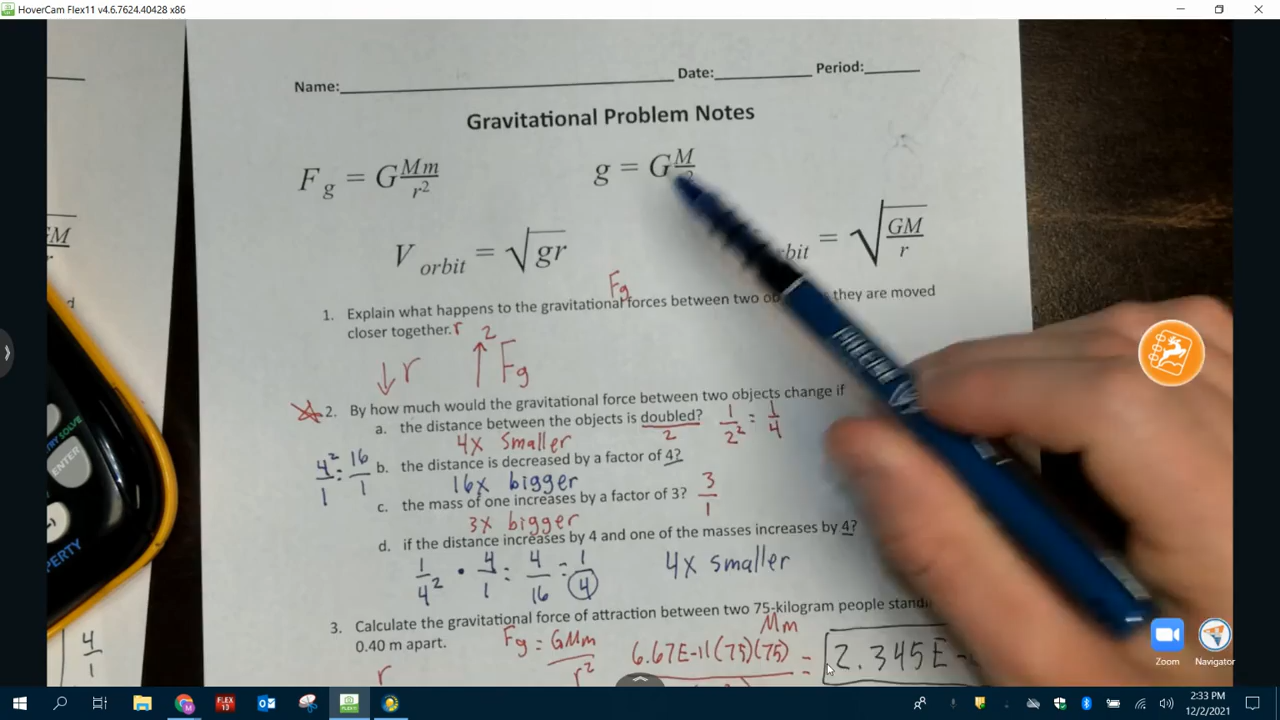 HoverCam Flex11 v4.6.7624.40428 x86
Name: Date: Period:
Gravitational Problem Notes
F g = G Mm/r²
g = G M
V orbit = √gr
= √GM/r
Fg
1. Explain what happens to the gravitational forces between two they are moved
closer together. r
↓ r ↑ ² Fg
2. By how much would the gravitational force between two objects change if
a. the distance between the objects is doubled? 2 1/2² = 1/4
4X Smaller
4²/1 = 16/1 b. the distance is decreased by a factor of 4?
16X bigger
c. the mass of one increases by a factor of 3? 3/1
3X bigger
d. if the distance increases by 4 and one of the masses increases by 4?
1/4² · 4/1 = 4/16 = 1/4 4X smaller
3. Calculate the gravitational force of attraction between two 75-kilogram people
0.40 m apart. Fg = GMm/r² 6.67E-11(75)(75) = 2.345E-
Mm
r
M
r
4/1
Zoom
Navigator
2:33 PM
12/2/2021